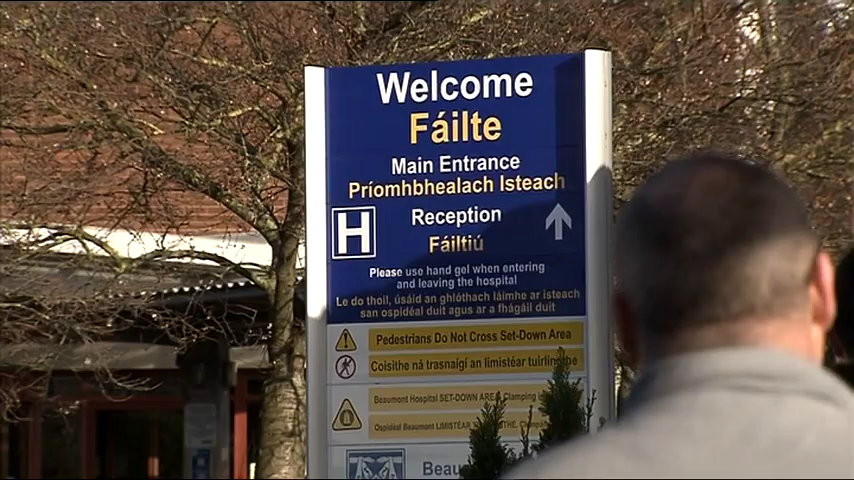 Welcome
Fáilte
Main Entrance
Príomhbhealach Isteach
H
Reception
Fáiltiú
Please use hand gel when entering
and leaving the hospital
Le do thoil, úsáid an ghlóthach láimhe ar isteach
san ospidéal duit agus ar a fhágáil duit
Pedestrians Do Not Cross Set-Down Area
Coisithe ná trasnaigí an limistéar tuirlingthe
Beaumont Hospital SET-DOWN AREA Clamping
Ospidéal Beaumont LIMISTÉAR
Beau